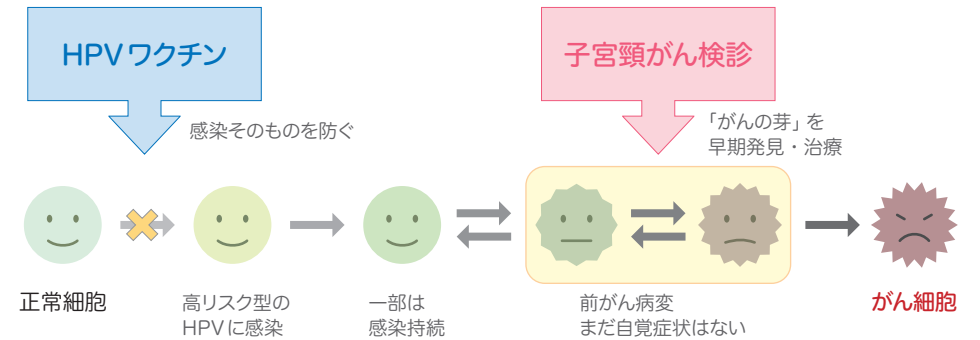 HPVワクチン
子宮頸がん検診
感染そのものを防ぐ
「がんの芽」を
早期発見・治療
正常細胞
高リスク型の
HPVに感染
一部は
感染持続
前がん病変
まだ自覚症状はない
がん細胞